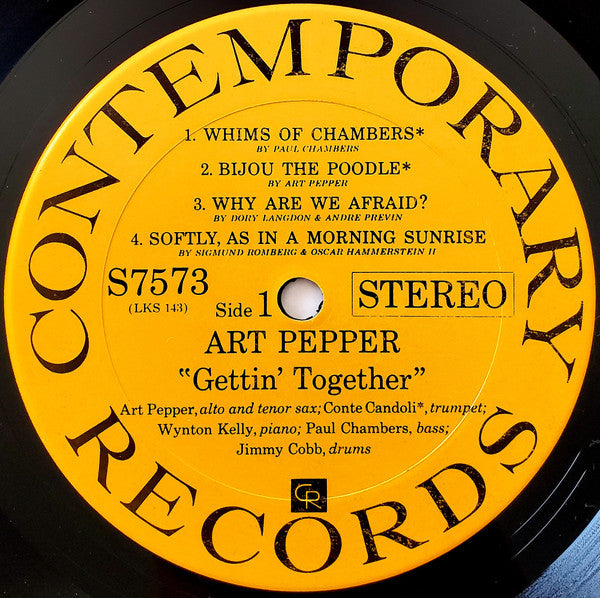 CONTEMPORARY
1. WHIMS OF CHAMBERS*
BY PAUL CHAMBERS
2. BIJOU THE POODLE*
BY ART PEPPER
3. WHY ARE WE AFRAID?
BY DORY LANGDON & ANDRE PREVIN
4. SOFTLY, AS IN A MORNING SUNRISE
BY SIGMUND ROMBERG & OSCAR HAMMERSTEIN II
S7573
(LKS 143)
Side 1
STEREO
ART PEPPER
"Gettin' Together"
Art Pepper, alto and tenor sax; Conte Candoli*, trumpet;
Wynton Kelly, piano; Paul Chambers, bass;
Jimmy Cobb, drums
CR
RECORDS